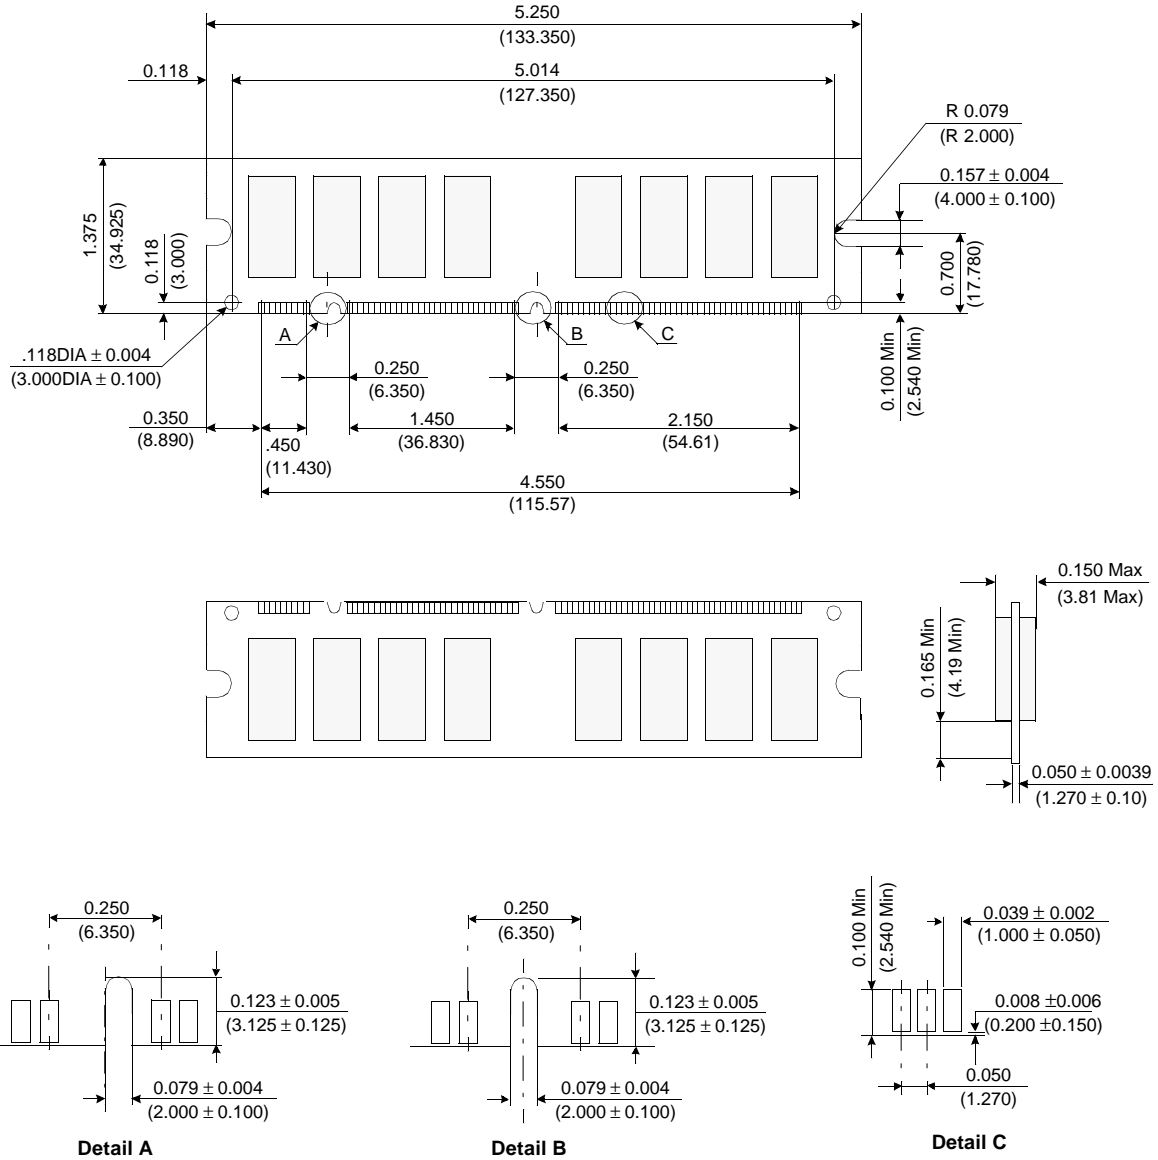 5.250
(133.350)
0.118
5.014
(127.350)
R 0.079
(R 2.000)
0.157 ± 0.004
(4.000 ± 0.100)
1.375
(34.925)
0.118
(3.000)
0.700
(17.780)
A
B
C
.118DIA ± 0.004
(3.000DIA ± 0.100)
0.250
(6.350)
0.250
(6.350)
0.100 Min
(2.540 Min)
0.350
(8.890)
.450
(11.430)
1.450
(36.830)
2.150
(54.61)
4.550
(115.57)
0.150 Max
(3.81 Max)
0.165 Min
(4.19 Min)
0.050 ± 0.0039
(1.270 ± 0.10)
0.250
(6.350)
0.123 ± 0.005
(3.125 ± 0.125)
0.079 ± 0.004
(2.000 ± 0.100)
Detail A
0.250
(6.350)
0.123 ± 0.005
(3.125 ± 0.125)
0.079 ± 0.004
(2.000 ± 0.100)
Detail B
0.100 Min
(2.540 Min)
0.039 ± 0.002
(1.000 ± 0.050)
0.008 ±0.006
(0.200 ±0.150)
0.050
(1.270)
Detail C